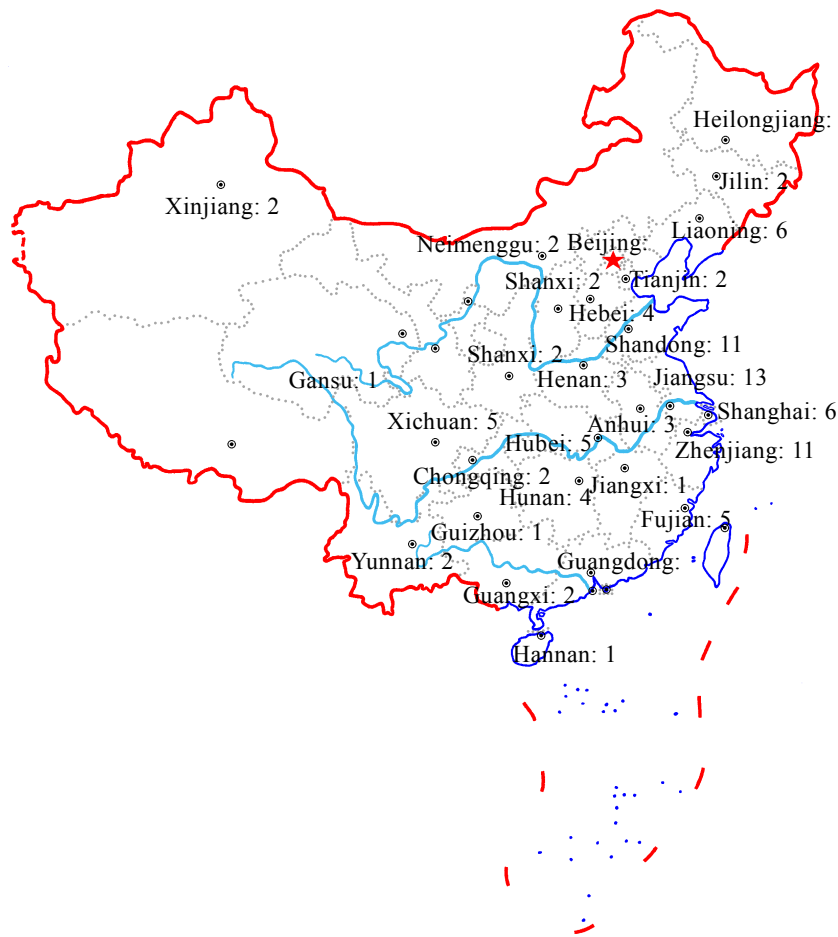 Heilongjiang:
Jilin: 2
Xinjiang: 2
Liaoning: 6
Neimenggu: 2
Beijing:
Shanxi: 2
Tianjin: 2
Hebei: 4
Shandong: 11
Shanxi: 2
Henan: 3
Gansu: 1
Jiangsu: 13
Xichuan: 5
Anhui: 3
Shanghai: 6
Hubei: 5
Zhenjiang: 11
Chongqing: 2
Hunan: 4
Jiangxi: 1
Guizhou: 1
Fujian: 5
Yunnan: 2
Guangdong:
Guangxi: 2
Hannan: 1